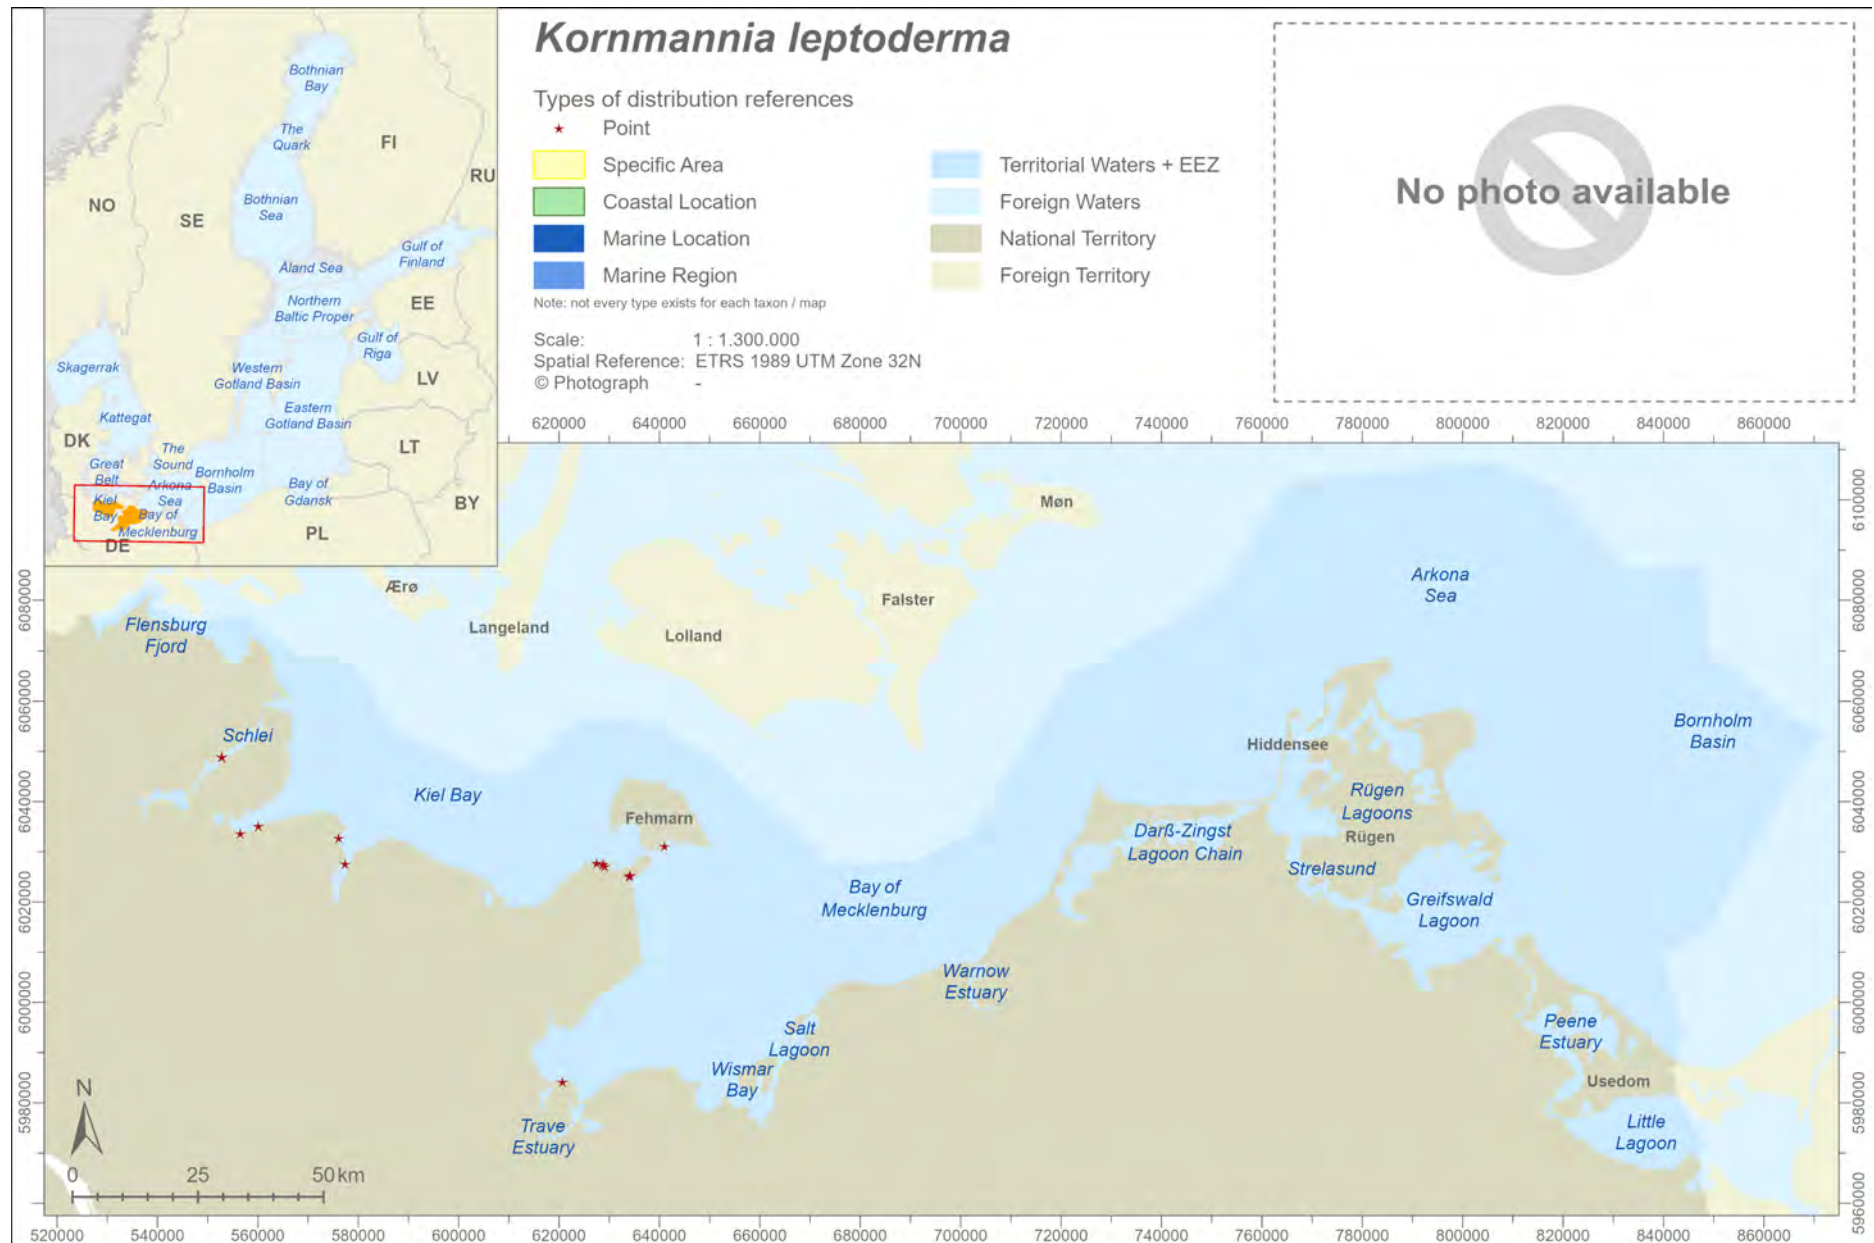 Kornmannia leptoderma
Types of distribution references
Point
Specific Area
Coastal Location
Marine Location
Marine Region
Territorial Waters + EEZ
Foreign Waters
National Territory
Foreign Territory
Note: not every type exists for each taxon / map
Scale: 1 : 1.300.000
Spatial Reference: ETRS 1989 UTM Zone 32N
© Photograph -
No photo available
Bothnian
Bay
The
Quark
FI
RU
NO
SE
Bothnian
Sea
Gulf of
Finland
Åland Sea
Northern
Baltic Proper
EE
Gulf of
Riga
Skagerrak
Western
Gotland Basin
LV
Kattegat
Eastern
Gotland Basin
DK
The
Sound
LT
Great
Belt
Bornholm
Basin
Arkona
Sea
Bay of
Gdansk
Kiel
Bay
Bay of
Mecklenburg
BY
DE
PL
620000 640000 660000 680000 700000 720000 740000 760000 780000 800000 820000 840000 860000
6100000
6080000
6060000
6040000
6020000
6000000
5980000
5960000
Møn
Ærø
Langeland
Lolland
Falster
Arkona
Sea
Flensburg
Fjord
Schlei
Kiel Bay
Fehmarn
Hiddensee
Bornholm
Basin
Rügen
Lagoons
Rügen
Darß-Zingst
Lagoon Chain
Strelasund
Greifswald
Lagoon
Bay of
Mecklenburg
Warnow
Estuary
Salt
Lagoon
Wismar
Bay
Trave
Estuary
Peene
Estuary
Usedom
Little
Lagoon
6080000
6060000
6040000
6020000
6000000
5980000
N
0 25 50 km
520000 540000 560000 580000 600000 620000 640000 660000 680000 700000 720000 740000 760000 780000 800000 820000 840000 860000